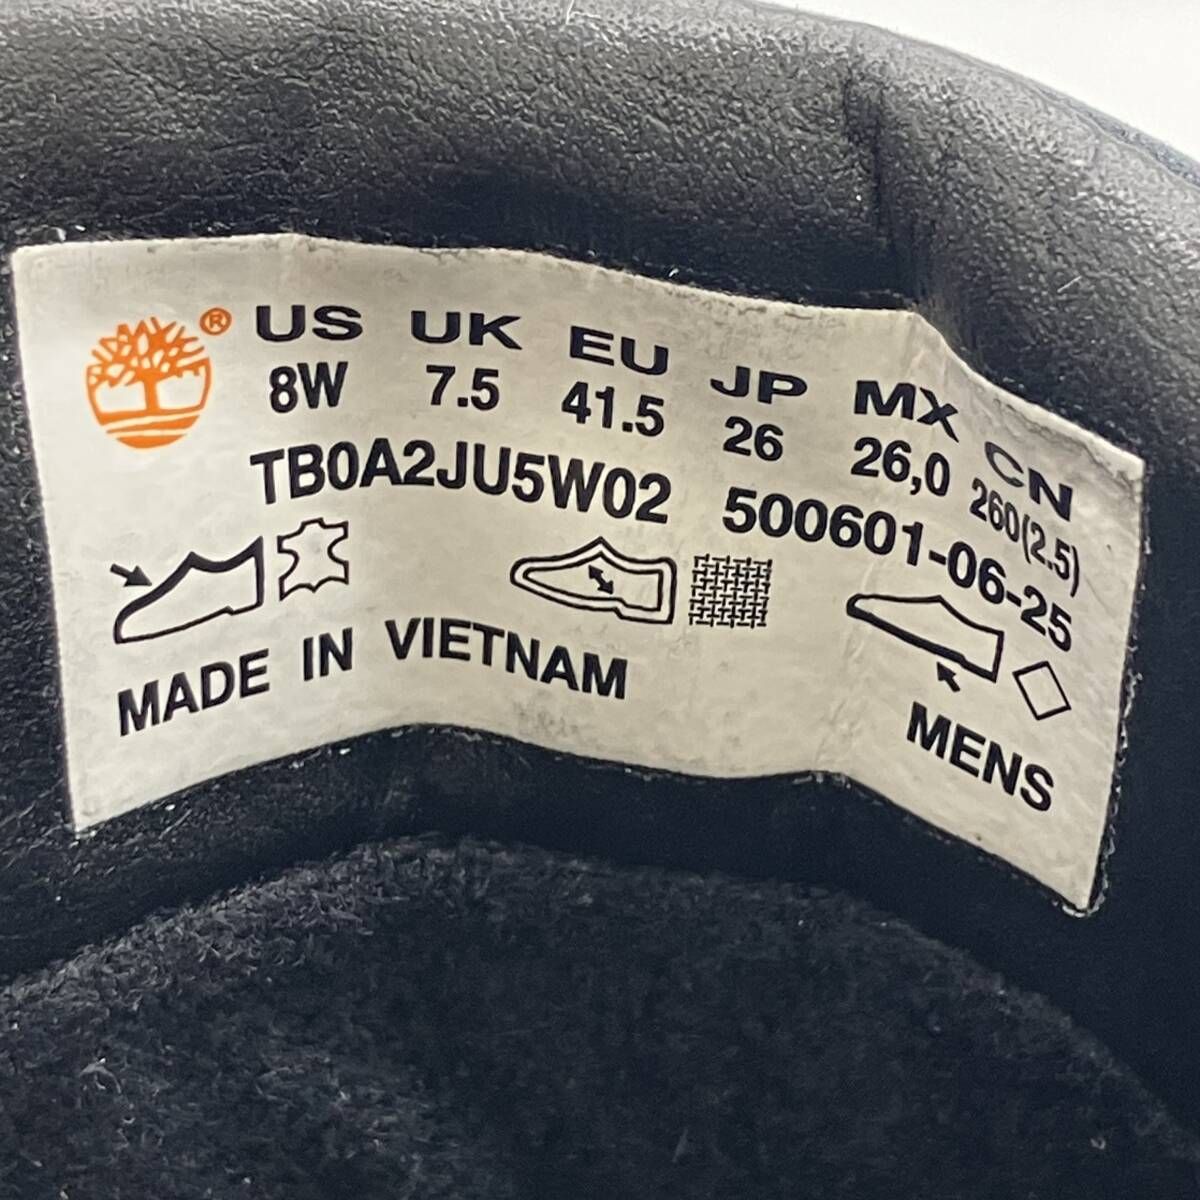 ® US UK EU JP MX CN
8W 7.5 41.5 26 26,0 260(2.5)
TB0A2JU5W02 500601-06-25
MADE IN VIETNAM
MENS